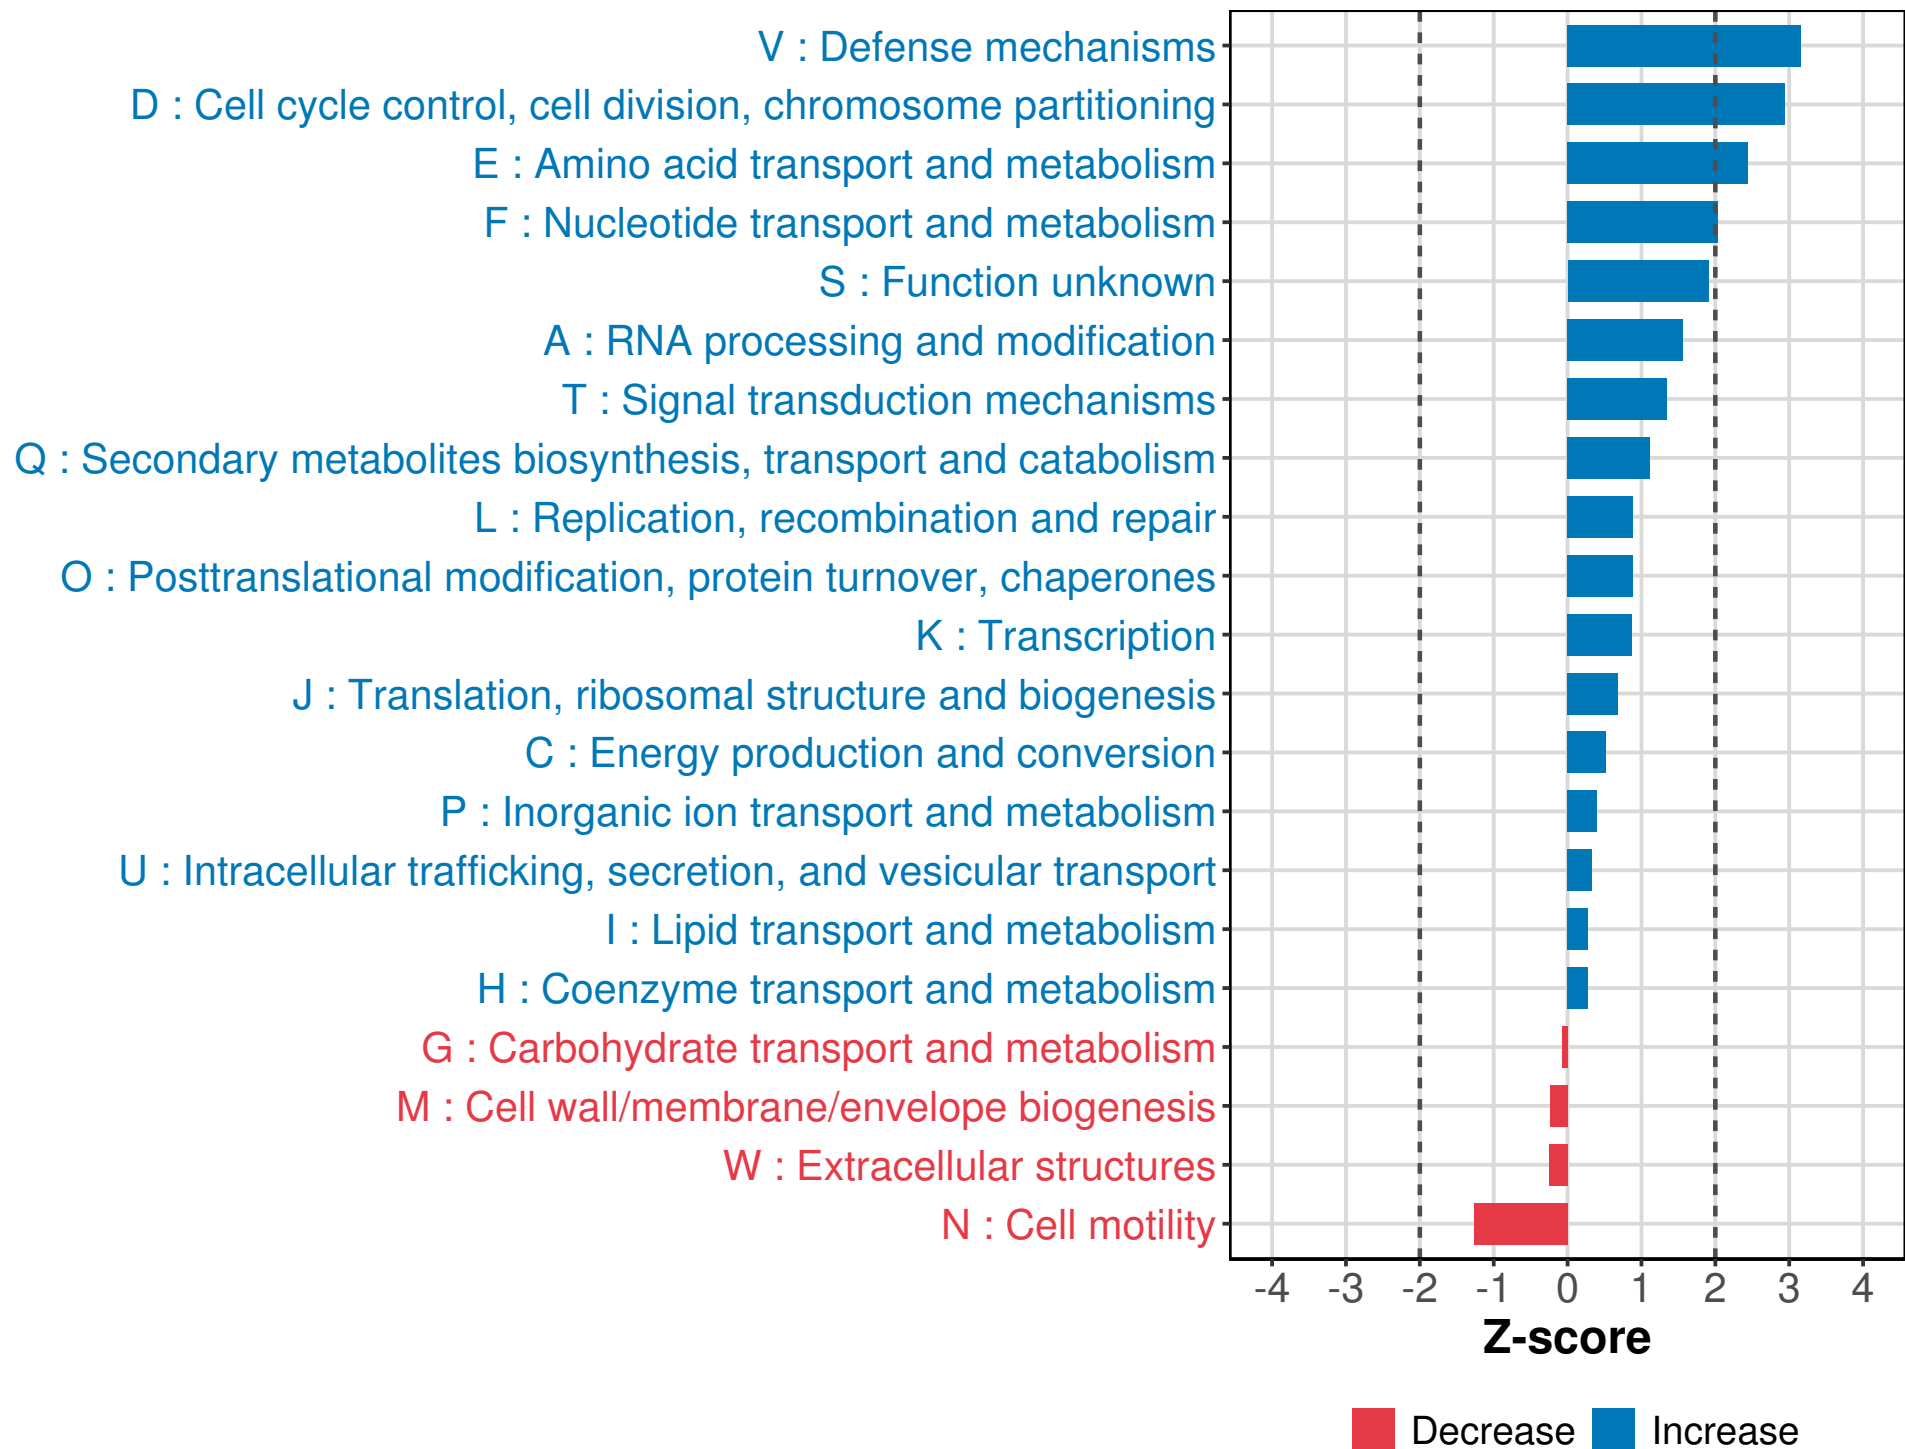 V : Defense mechanisms
D : Cell cycle control, cell division, chromosome partitioning
E : Amino acid transport and metabolism
F : Nucleotide transport and metabolism
S : Function unknown
A : RNA processing and modification
T : Signal transduction mechanisms
Q : Secondary metabolites biosynthesis, transport and catabolism
L : Replication, recombination and repair
O : Posttranslational modification, protein turnover, chaperones
K : Transcription
J : Translation, ribosomal structure and biogenesis
C : Energy production and conversion
P : Inorganic ion transport and metabolism
U : Intracellular trafficking, secretion, and vesicular transport
I : Lipid transport and metabolism
H : Coenzyme transport and metabolism
G : Carbohydrate transport and metabolism
M : Cell wall/membrane/envelope biogenesis
W : Extracellular structures
N : Cell motility
-4 -3 -2 -1 0 1 2 3 4
Z-score
Decrease Increase